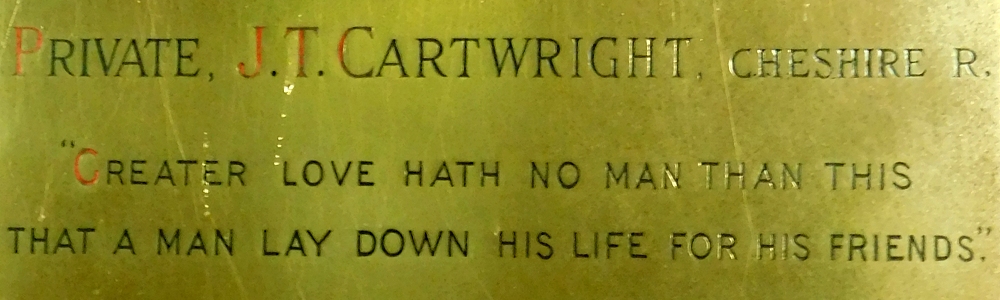 PRIVATE, J.T. CARTWRIGHT, CHESHIRE R.
"GREATER LOVE HATH NO MAN THAN THIS
THAT A MAN LAY DOWN HIS LIFE FOR HIS FRIENDS".